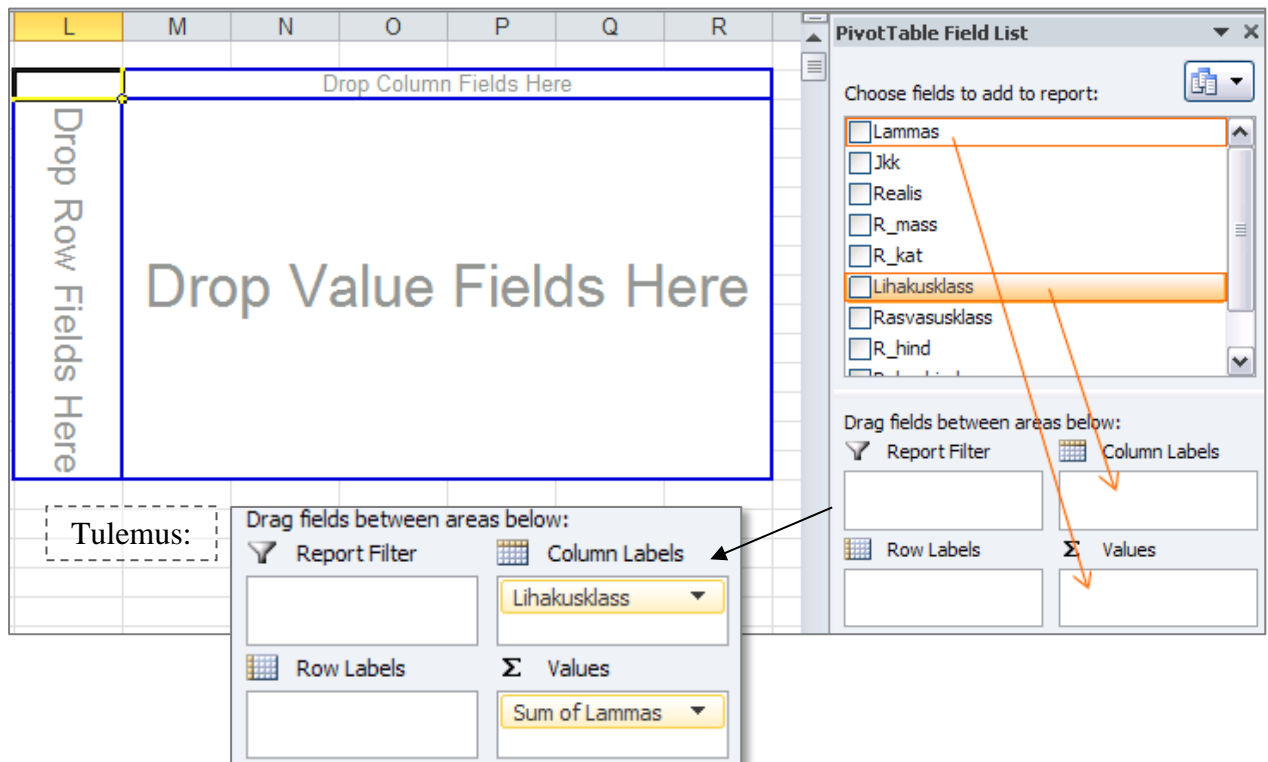 L M N O P Q R
Drop Column Fields Here
Drop Row Fields Here
Drop Value Fields Here
PivotTable Field List
Choose fields to add to report:
Lammas
Jkk
Realis
R_mass
R_kat
Lihakusklass
Rasvasusklass
R_hind
Drag fields between areas below:
Report Filter Column Labels
Row Labels Σ Values
Tulemus:
Drag fields between areas below:
Report Filter Column Labels
Lihakusklass
Row Labels Σ Values
Sum of Lammas